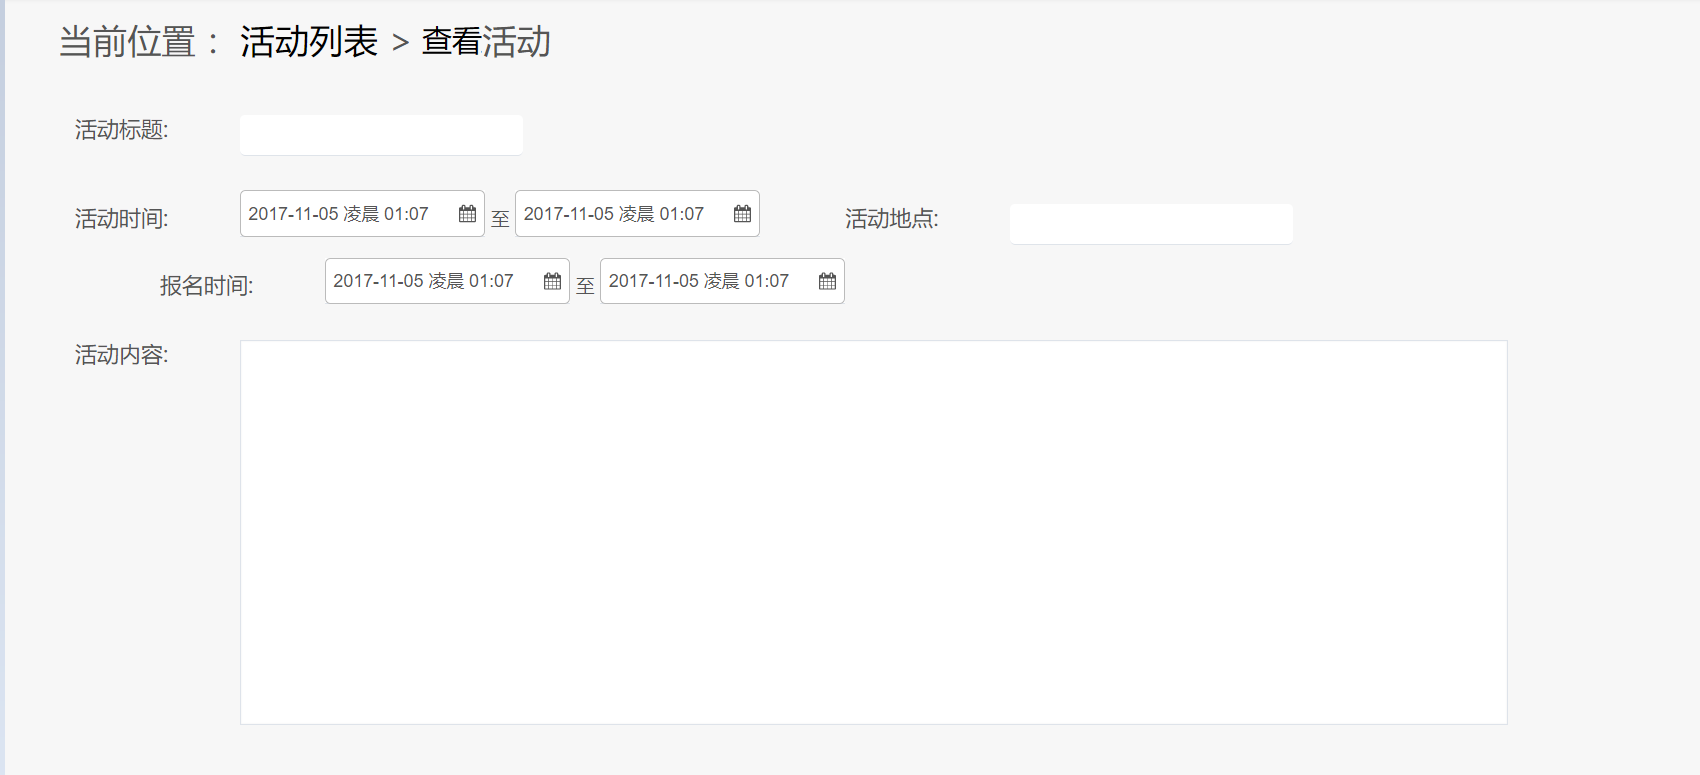 当前位置： 活动列表 > 查看活动
活动标题:
活动时间: 2017-11-05 凌晨 01:07 至 2017-11-05 凌晨 01:07 活动地点:
报名时间: 2017-11-05 凌晨 01:07 至 2017-11-05 凌晨 01:07
活动内容: